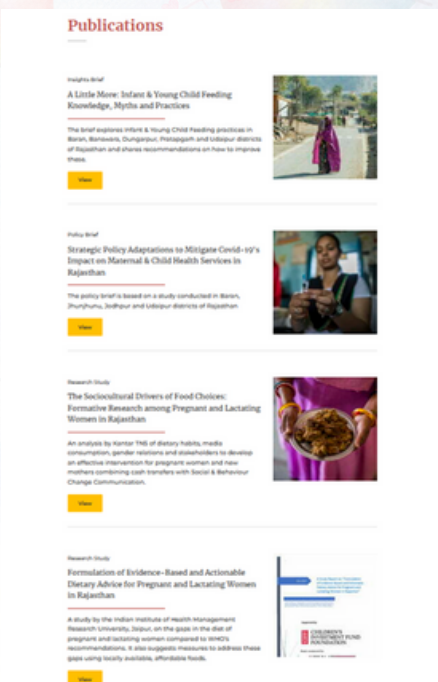 Publications
Insights Brief
A Little More: Infant & Young Child Feeding
Knowledge, Myths and Practices
The brief explores Infant & Young Child Feeding practices in
Baran, Banswara, Dungarpur, Pratapgarh and Udaipur districts
of Rajasthan and shares recommendations on how to improve
these.
View
Policy Brief
Strategic Policy Adaptations to Mitigate Covid-19's
Impact on Maternal & Child Health Services in
Rajasthan
The policy brief is based on a study conducted in Baran,
Jhunjhunu, Jodhpur and Udaipur districts of Rajasthan
View
Research Study
The Sociocultural Drivers of Food Choices:
Formative Research among Pregnant and Lactating
Women in Rajasthan
An analysis by Kantar TNS of dietary habits, media
consumption, gender relations and stakeholders to develop
an effective intervention for pregnant women and new
mothers combining cash transfers with Social & Behaviour
Change Communication.
View
Research Study
Formulation of Evidence-Based and Actionable
Dietary Advice for Pregnant and Lactating Women
in Rajasthan
A study by the Indian Institute of Health Management
Research University, Jaipur, on the gaps in the diet of
pregnant and lactating women compared to WHO's
recommendations. It also suggests measures to address these
gaps using locally available, affordable foods.
View
CHILDREN'S
INVESTMENT FUND
FOUNDATION